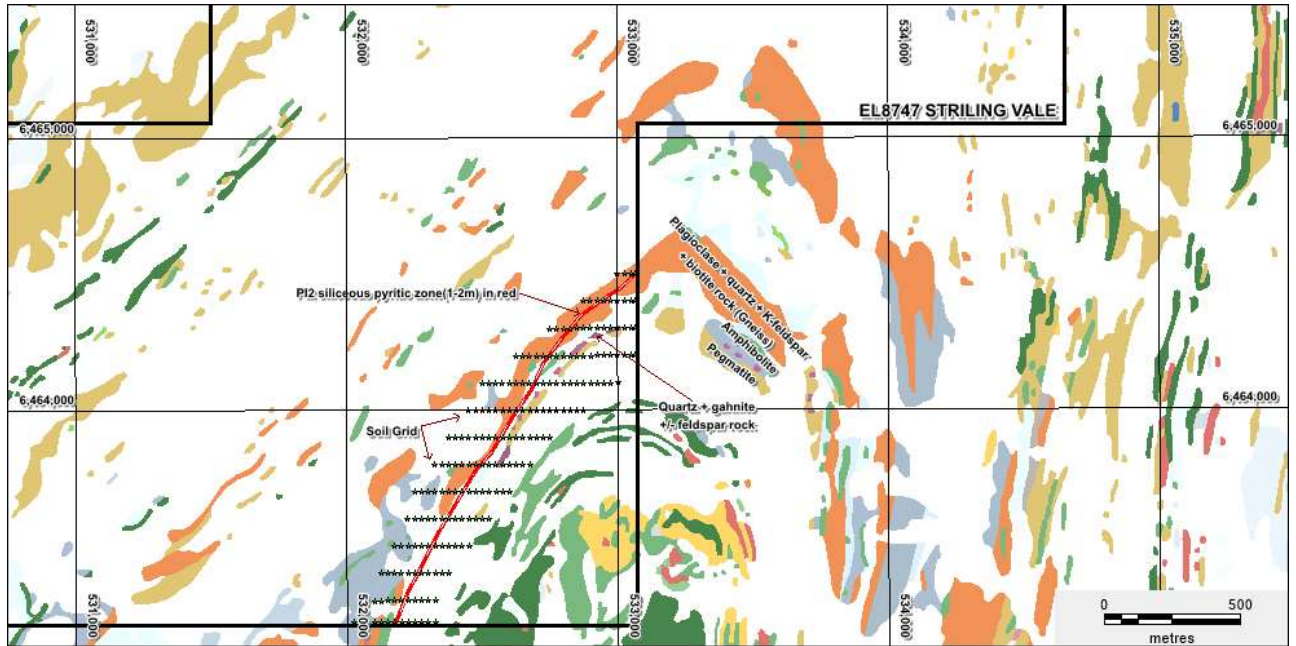 531,000
532,000
533,000
534,000
535,000
EL8747 STRILING VALE
6,465,000
6,465,000
Plagioclase + quartz + K-feldspar
+ biotite rock (Gneiss)
Amphibolite
Pegmatite
PI2 siliceous pyritic zone(1-2m) in red
6,464,000
6,464,000
Quartz + gahnite
+/- feldspar rock
Soil Grid
531,000
532,000
533,000
534,000
0 500
metres